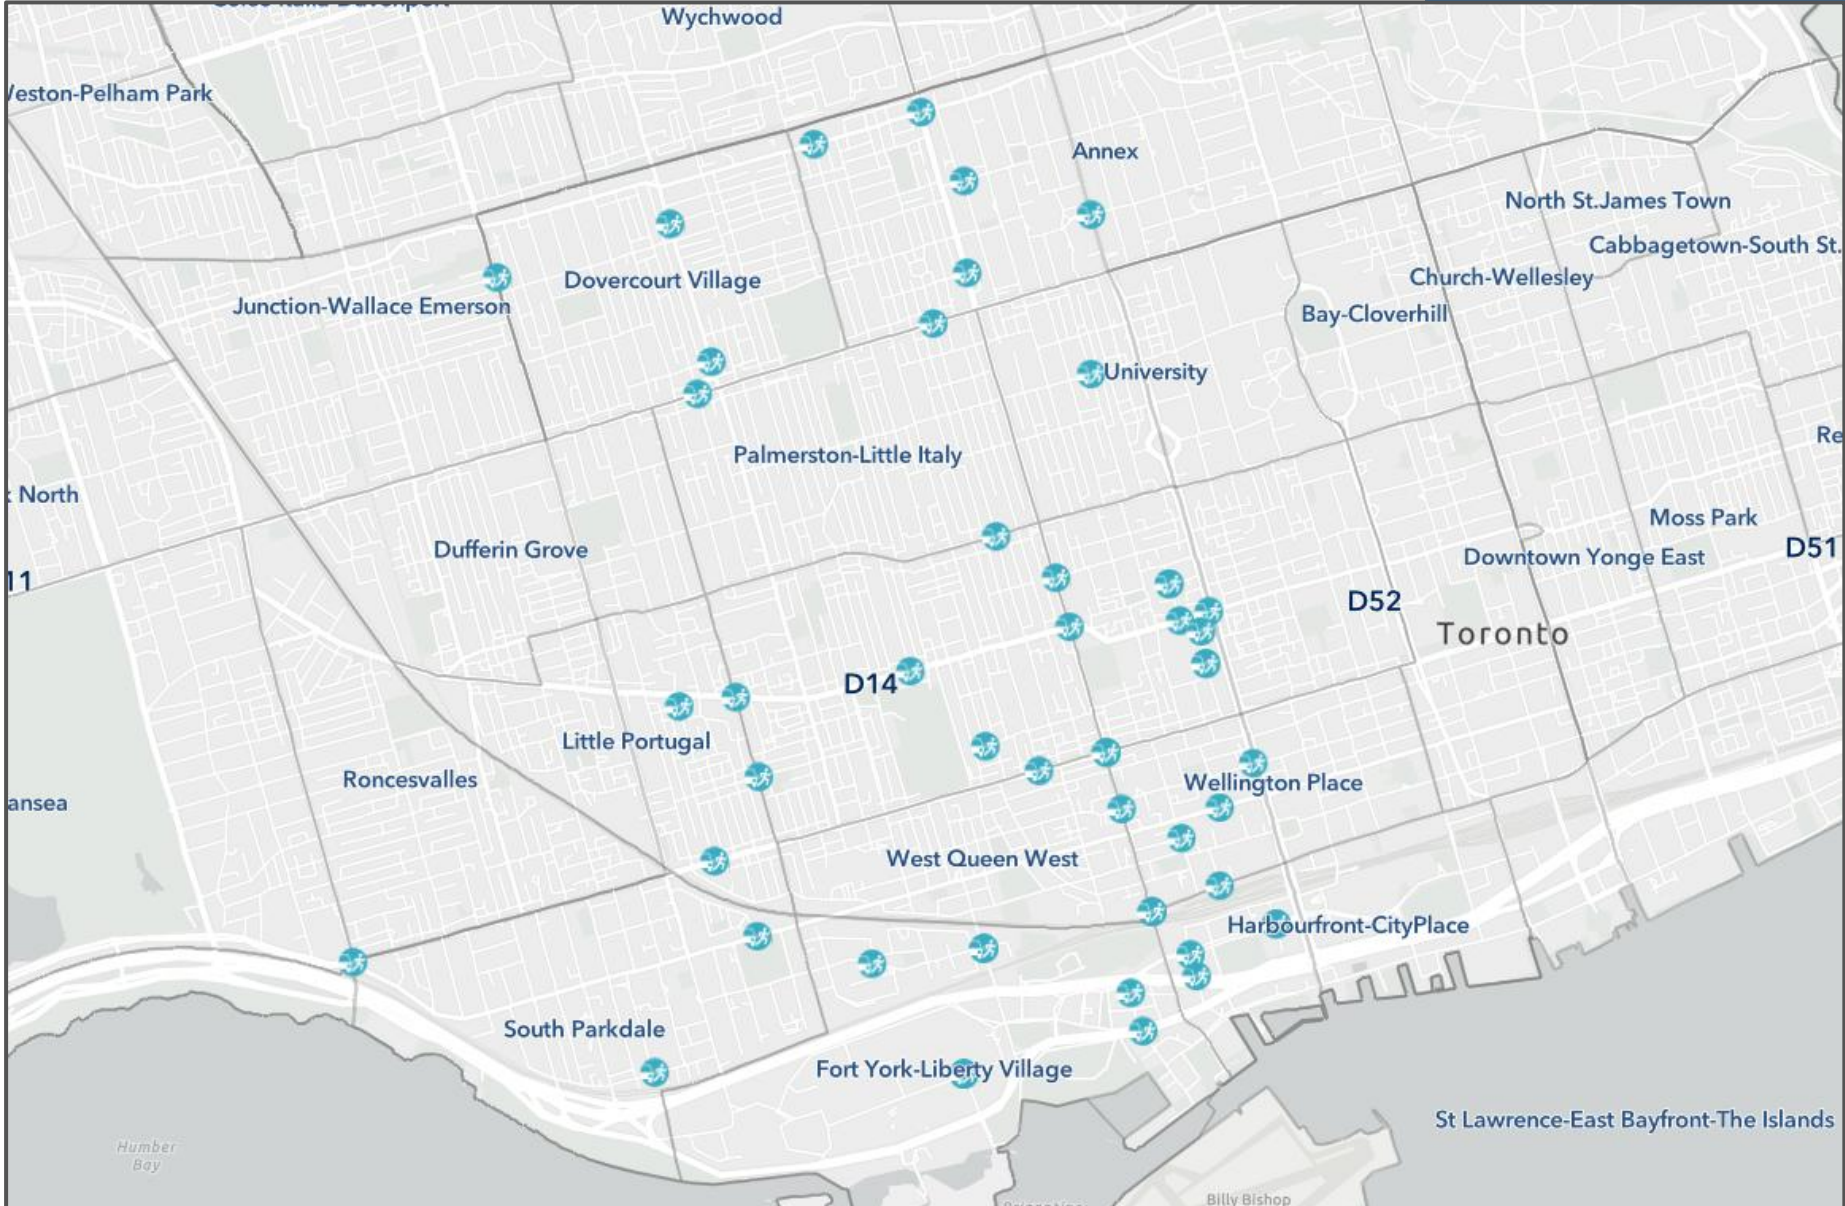 Wychwood
Weston-Pelham Park
Annex
North St.James Town
Cabbagetown-South St.
Church-Wellesley
Dovercourt Village
Junction-Wallace Emerson
Bay-Cloverhill
University
Palmerston-Little Italy
Re
North
Moss Park
Dufferin Grove
Downtown Yonge East
D51
11
D52
Toronto
D14
Little Portugal
Roncesvalles
Wellington Place
ansea
West Queen West
Harbourfront-CityPlace
South Parkdale
Fort York-Liberty Village
St Lawrence-East Bayfront-The Islands
Humber
Bay
Billy Bishop